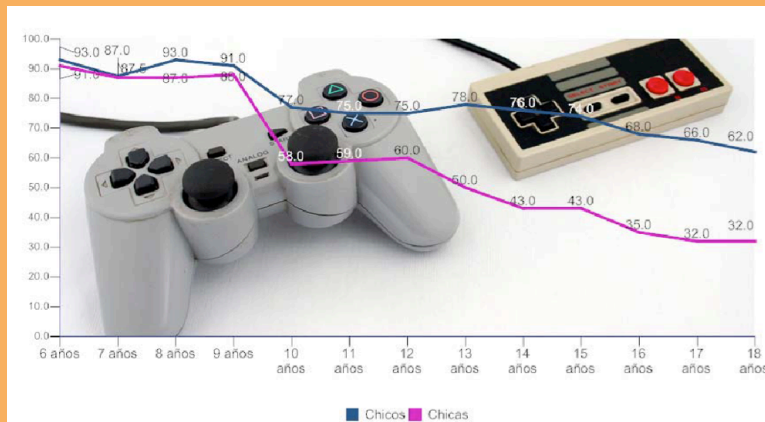 100.0
90.0
80.0
70.0
60.0
50.0
40.0
30.0
20.0
10.0
0.0
93.0
87.0
93.0
91.0
77.0
75.0
75.0
78.0
76.0
74.0
68.0
66.0
62.0
91.0
87.5
87.0
88.0
58.0
59.0
60.0
50.0
43.0
43.0
35.0
32.0
32.0
ANALOG
SELECT START
6 años
7 años
8 años
9 años
10 años
11 años
12 años
13 años
14 años
15 años
16 años
17 años
18 años
Chicos
Chicas